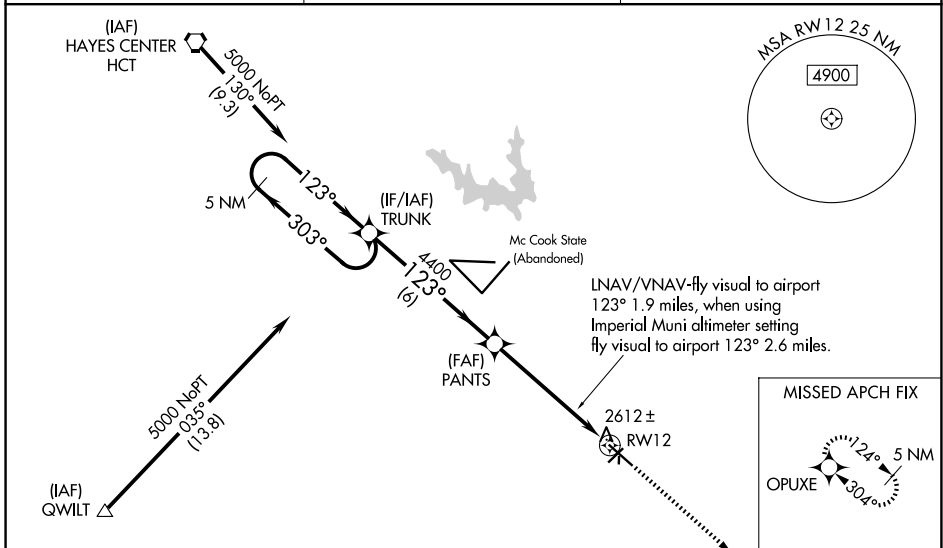 (IAF)
HAYES CENTER
HCT
5000 NoPT
130°
(9.3)
MSA RW12 25 NM
4900
5 NM
123°
303°
(IF/IAF)
TRUNK
4400
123°
(6)
Mc Cook State
(Abandoned)
LNAV/VNAV-fly visual to airport
123° 1.9 miles, when using
Imperial Muni altimeter setting
fly visual to airport 123° 2.6 miles.
(FAF)
PANTS
5000 NoPT
035°
(13.8)
(IAF)
QWILT
2612 ±
RW12
MISSED APCH FIX
OPUXE
124°
304°
5 NM